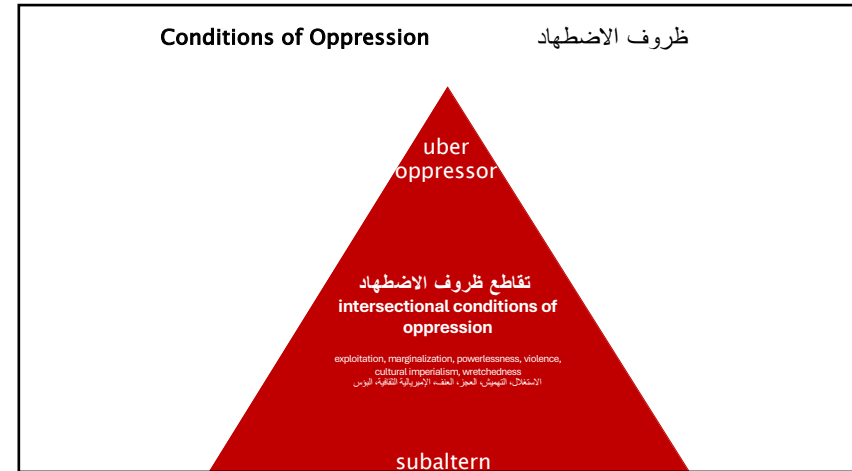 Conditions of Oppression
ظروف الاضطهاد
uber
oppressor
تقاطع ظروف الاضطهاد
intersectional conditions of
oppression
exploitation, marginalization, powerlessness, violence,
cultural imperialism, wretchedness
الاستغلال، التهميش، العجز، العنف، الإمبريالية الثقافية، البؤس
subaltern